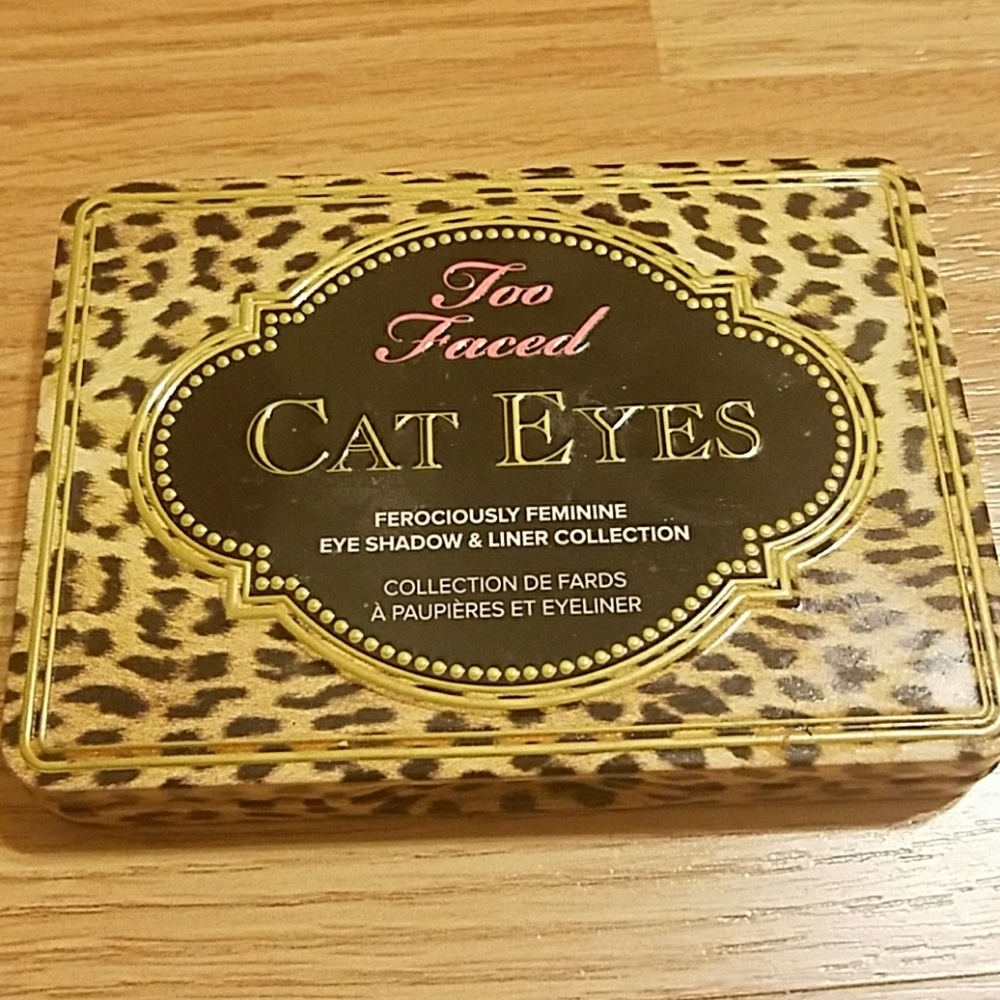 Too
Faced
CAT EYES
FEROCIOUSLY FEMININE
EYE SHADOW & LINER COLLECTION
COLLECTION DE FARDS
À PAUPIÈRES ET EYELINER